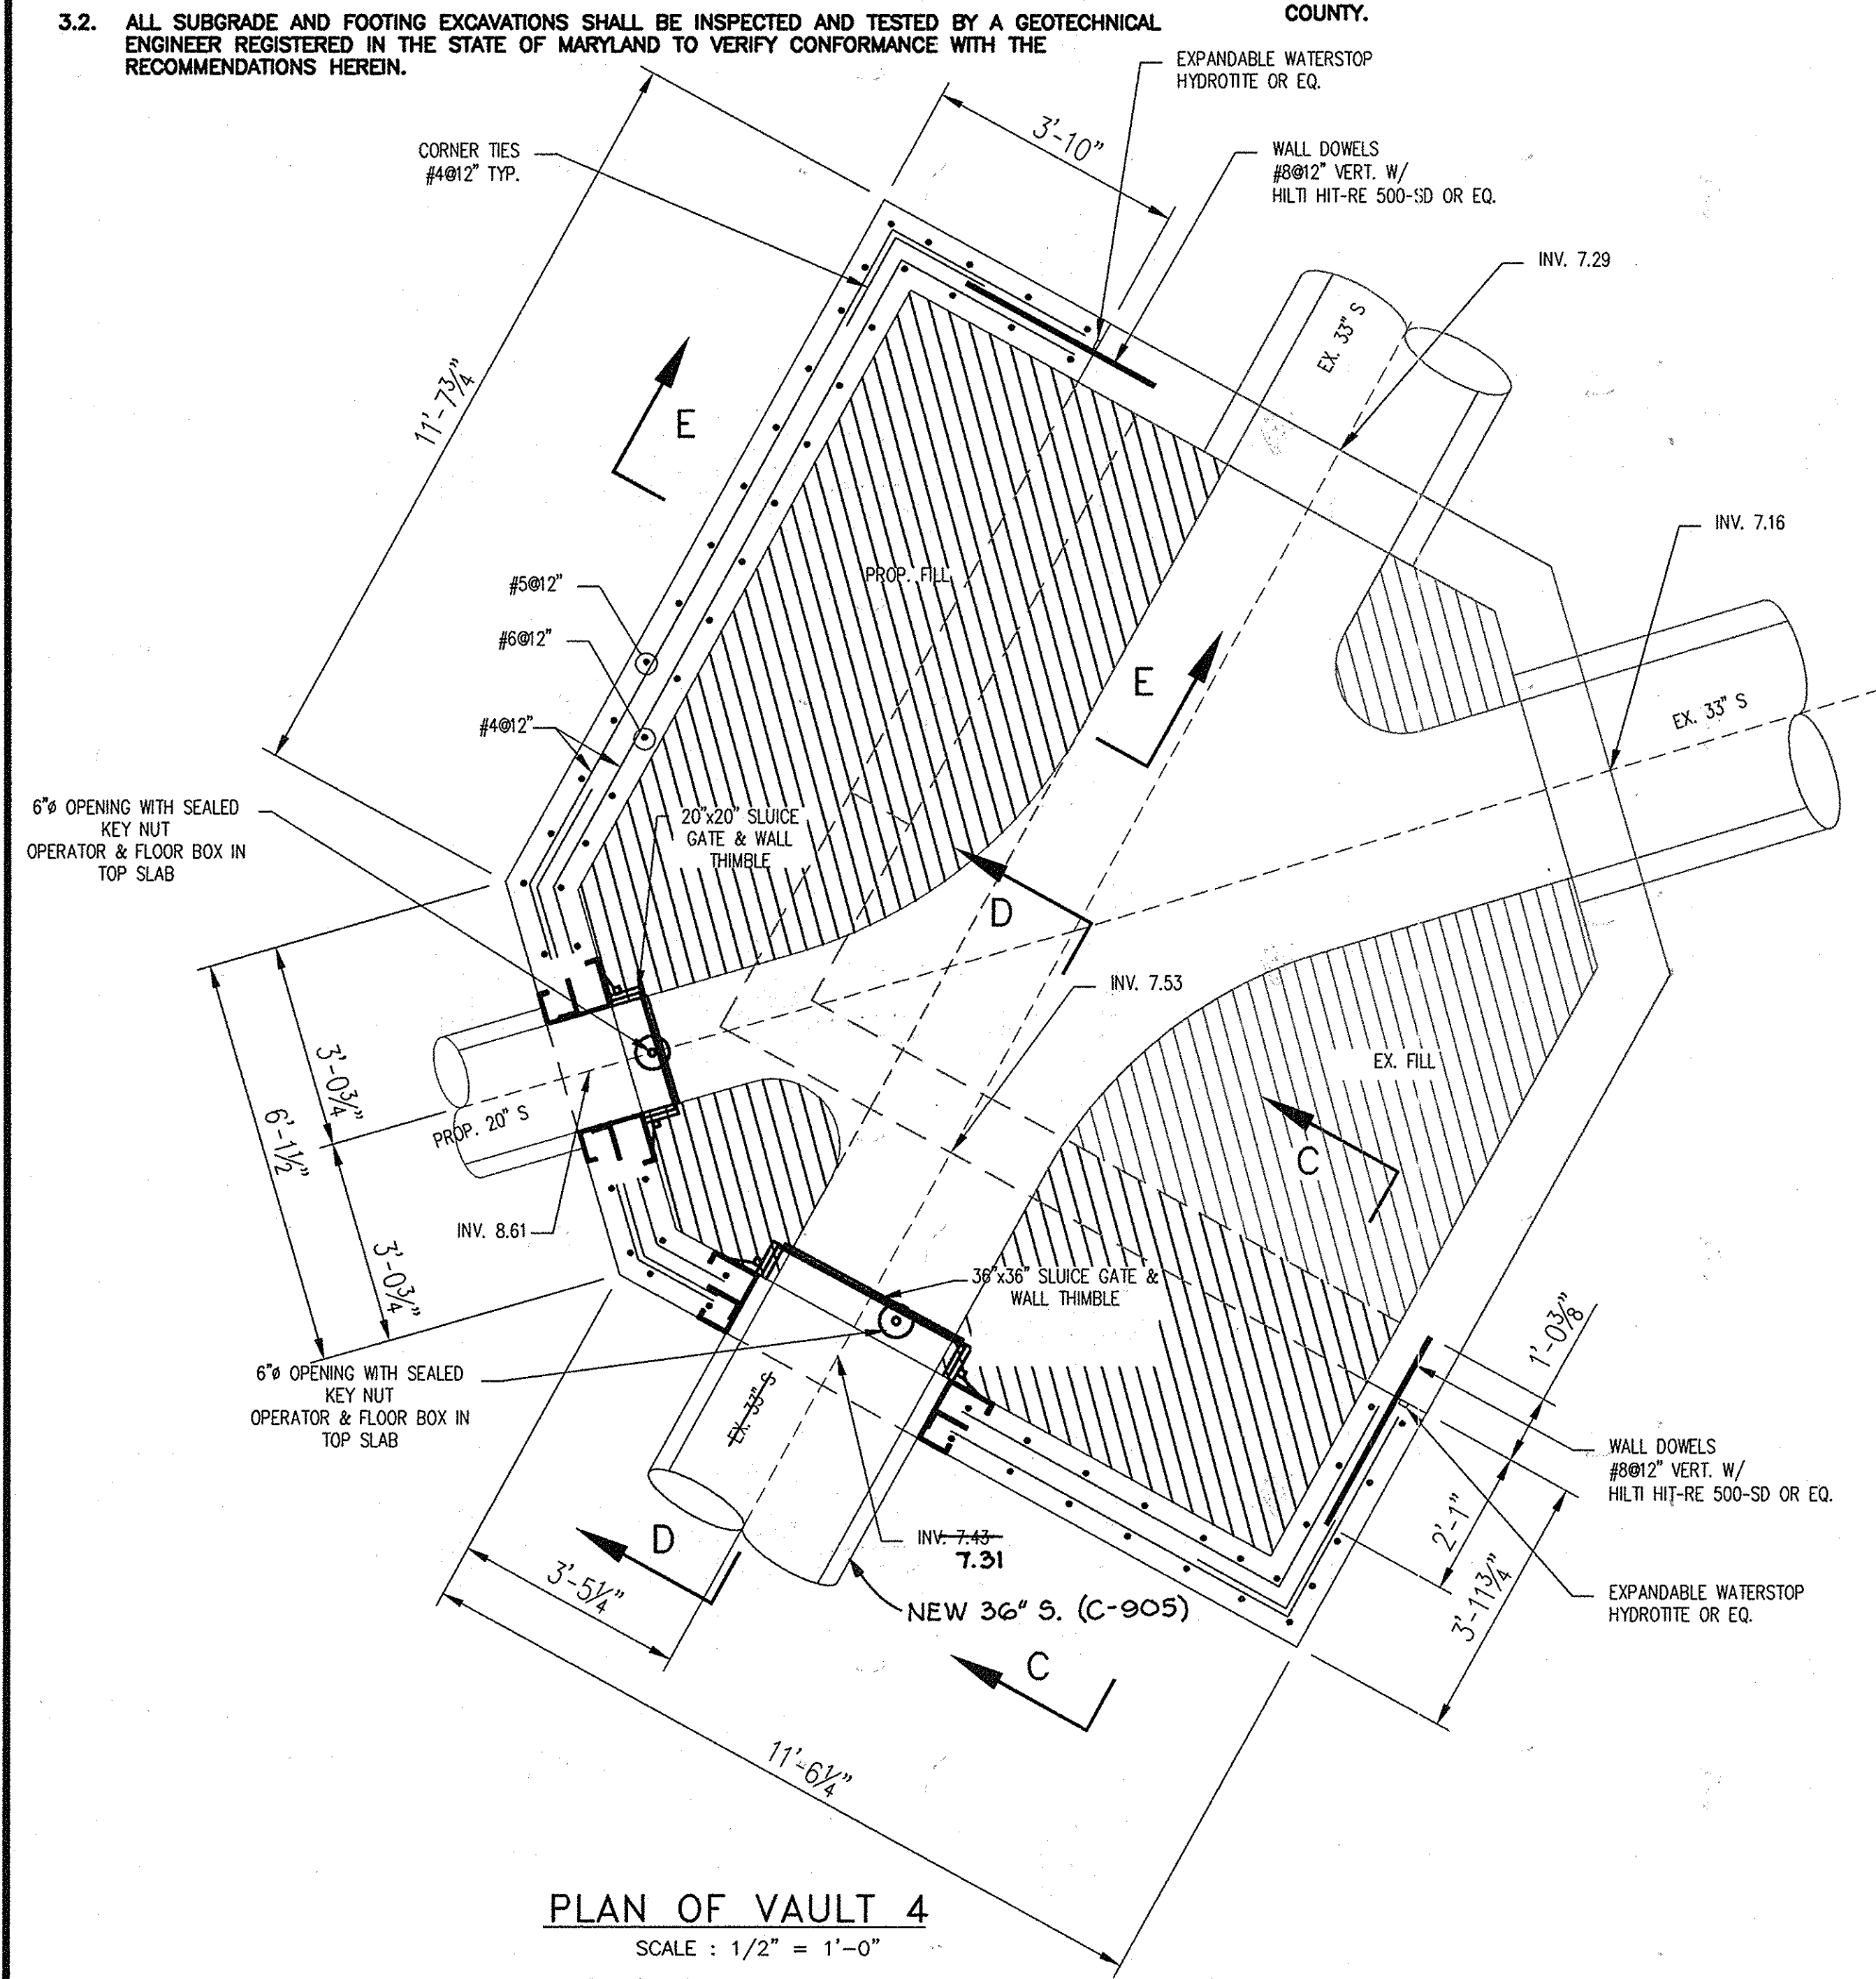 COUNTY.
3.2. ALL SUBGRADE AND FOOTING EXCAVATIONS SHALL BE INSPECTED AND TESTED BY A GEOTECHNICAL
ENGINEER REGISTERED IN THE STATE OF MARYLAND TO VERIFY CONFORMANCE WITH THE
RECOMMENDATIONS HEREIN.
EXPANDABLE WATERSTOP
HYDROTITE OR EQ.
3'-10"
CORNER TIES
#4@12" TYP.
WALL DOWELS
#8@12" VERT. W/
HILTI HIT-RE 500-SD OR EQ.
INV. 7.29
EX. 33" S
11'-7¾"
E
INV. 7.16
PROP. FILL
#5@12"
#6@12"
E
#4@12"
EX. 33" S
6"ø OPENING WITH SEALED
KEY NUT
OPERATOR & FLOOR BOX IN
TOP SLAB
20"x20" SLUICE
GATE & WALL
THIMBLE
D
INV. 7.53
EX. FILL
3'-0¾"
6'-1½"
PROP. 20" S
C
INV. 8.61
3'-0¾"
36"x36" SLUICE GATE &
WALL THIMBLE
1'-0⅜"
6"ø OPENING WITH SEALED
KEY NUT
OPERATOR & FLOOR BOX IN
TOP SLAB
EX. 33" S
WALL DOWELS
#8@12" VERT. W/
HILTI HIT-RE 500-SD OR EQ.
D
INV. 7.43
7.31
2'-1"
3'-5¼"
NEW 36" S. (C-905)
EXPANDABLE WATERSTOP
HYDROTITE OR EQ.
3'-11¾"
C
11'-6¼"
PLAN OF VAULT 4
SCALE : 1/2" = 1'-0"